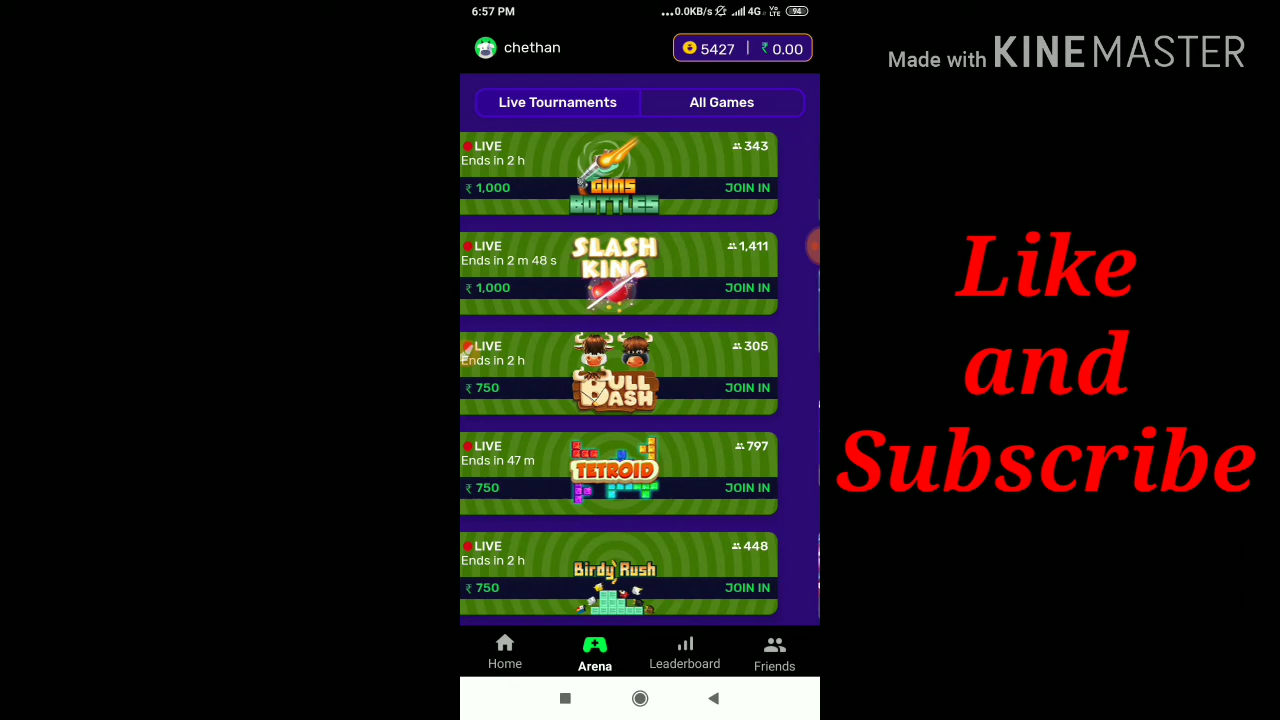 6:57 PM
...0.0KB/s 4G Vo LTE 94
chethan
5427 | ₹ 0.00
Made with KINEMASTER
Live Tournaments
All Games
LIVE
343
Ends in 2 h
GUNS
₹ 1,000
JOIN IN
BOTTLES
LIVE
SLASH
1,411
Ends in 2 m 48 s
KING
₹ 1,000
JOIN IN
LIVE
305
Ends in 2 h
₹ 750
BULL
JOIN IN
DASH
LIVE
797
Ends in 47 m
TETROID
₹ 750
JOIN IN
LIVE
448
Ends in 2 h
Birdy Rush
₹ 750
JOIN IN
Home
Arena
Leaderboard
Friends
Like
and
Subscribe